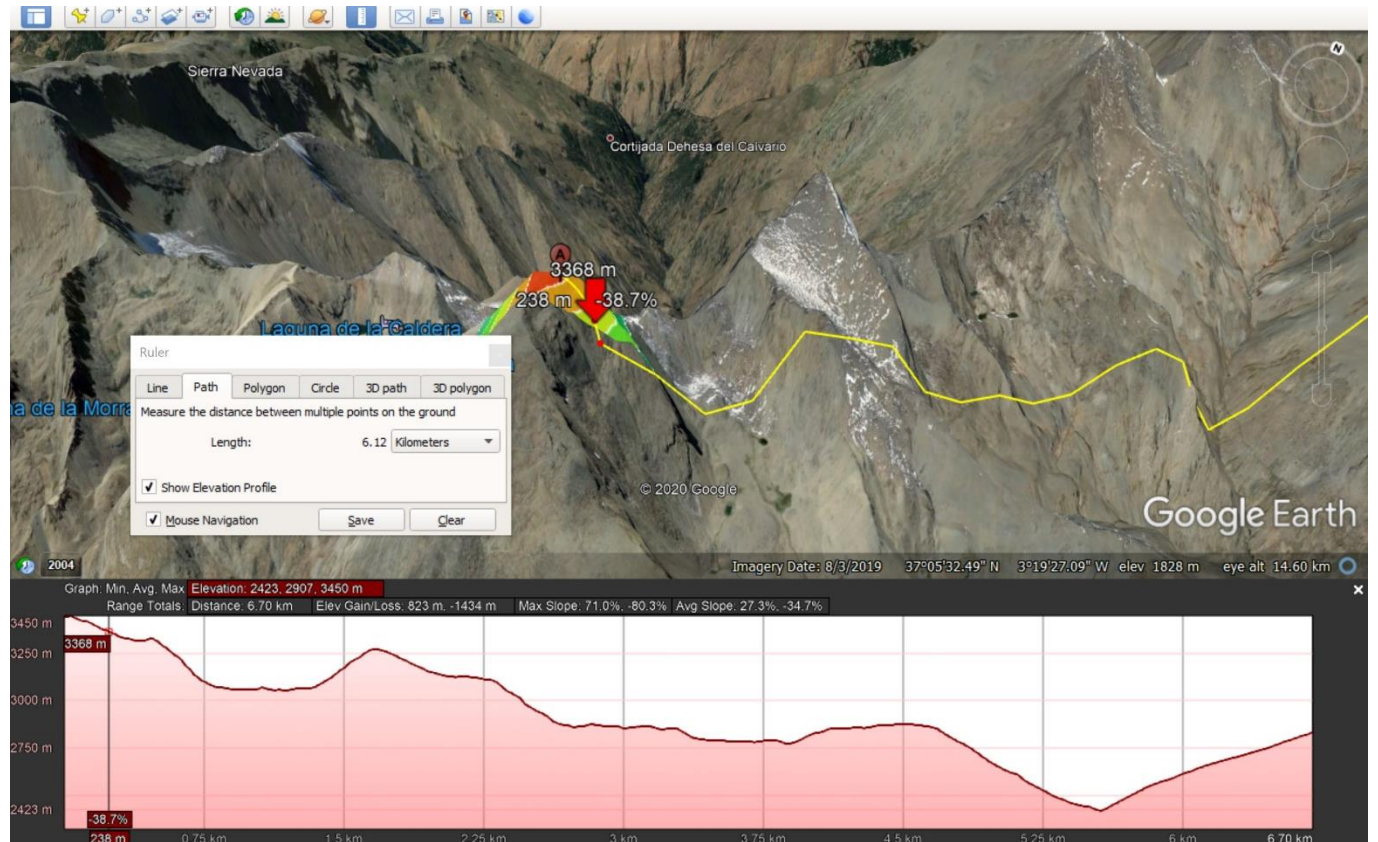 N
Sierra Nevada
Cortijada Dehesa del Calvario
A
3368 m
238 m -38.7%
Laguna de la Caldera
a de la Morra
Ruler
Line Path Polygon Circle 3D path 3D polygon
Measure the distance between multiple points on the ground
Length: 6.12 Kilometers
Show Elevation Profile
Mouse Navigation Save Clear
© 2020 Google
Google Earth
2004 Imagery Date: 8/3/2019 37°05'32.49" N 3°19'27.09" W elev 1828 m eye alt 14.60 km
Graph: Min, Avg, Max Elevation: 2423, 2907, 3450 m
Range Totals: Distance: 6.70 km Elev Gain/Loss: 823 m, -1434 m Max Slope: 71.0%, -80.3% Avg Slope: 27.3%, -34.7%
3450 m
3368 m
3250 m
3000 m
2750 m
2423 m
-38.7%
238 m 0.75 km 1.5 km 2.25 km 3 km 3.75 km 4.5 km 5.25 km 6 km 6.70 km